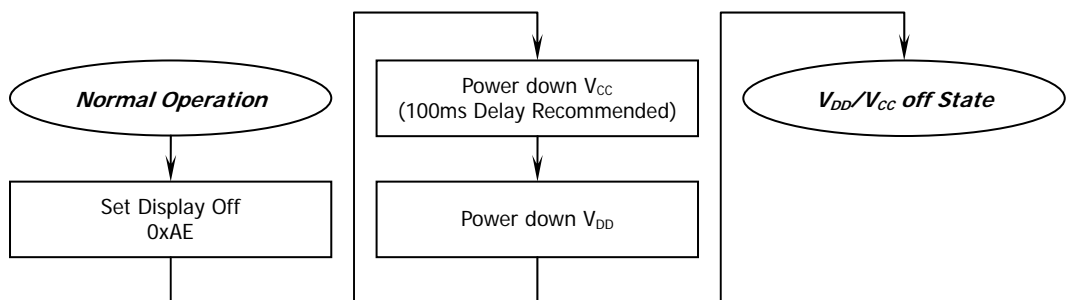 Normal Operation
Set Display Off
0xAE
Power down VCC
(100ms Delay Recommended)
Power down VDD
VDD/VCC off State